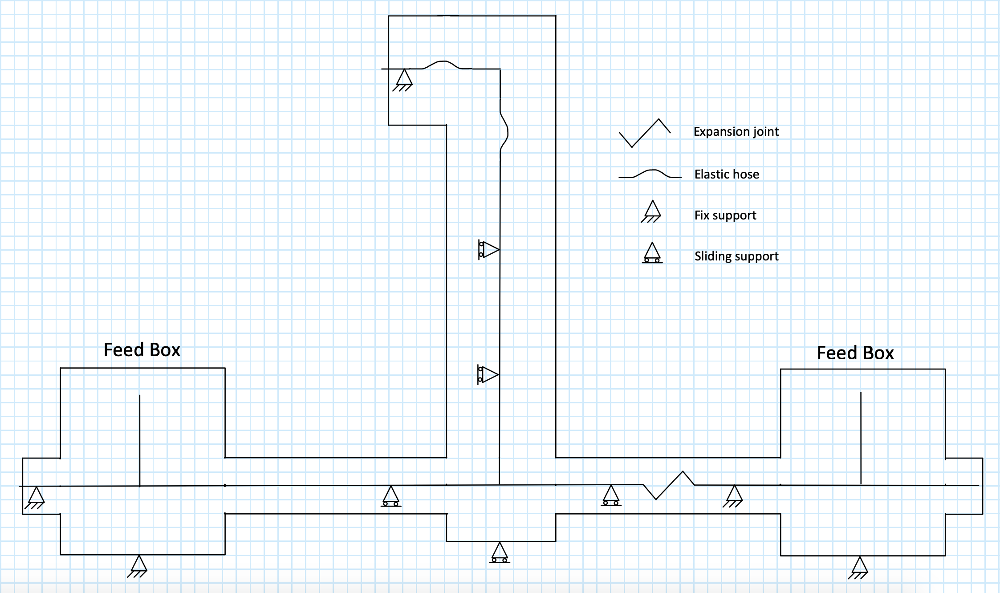 Expansion joint
Elastic hose
Fix support
Sliding support
Feed Box
Feed Box